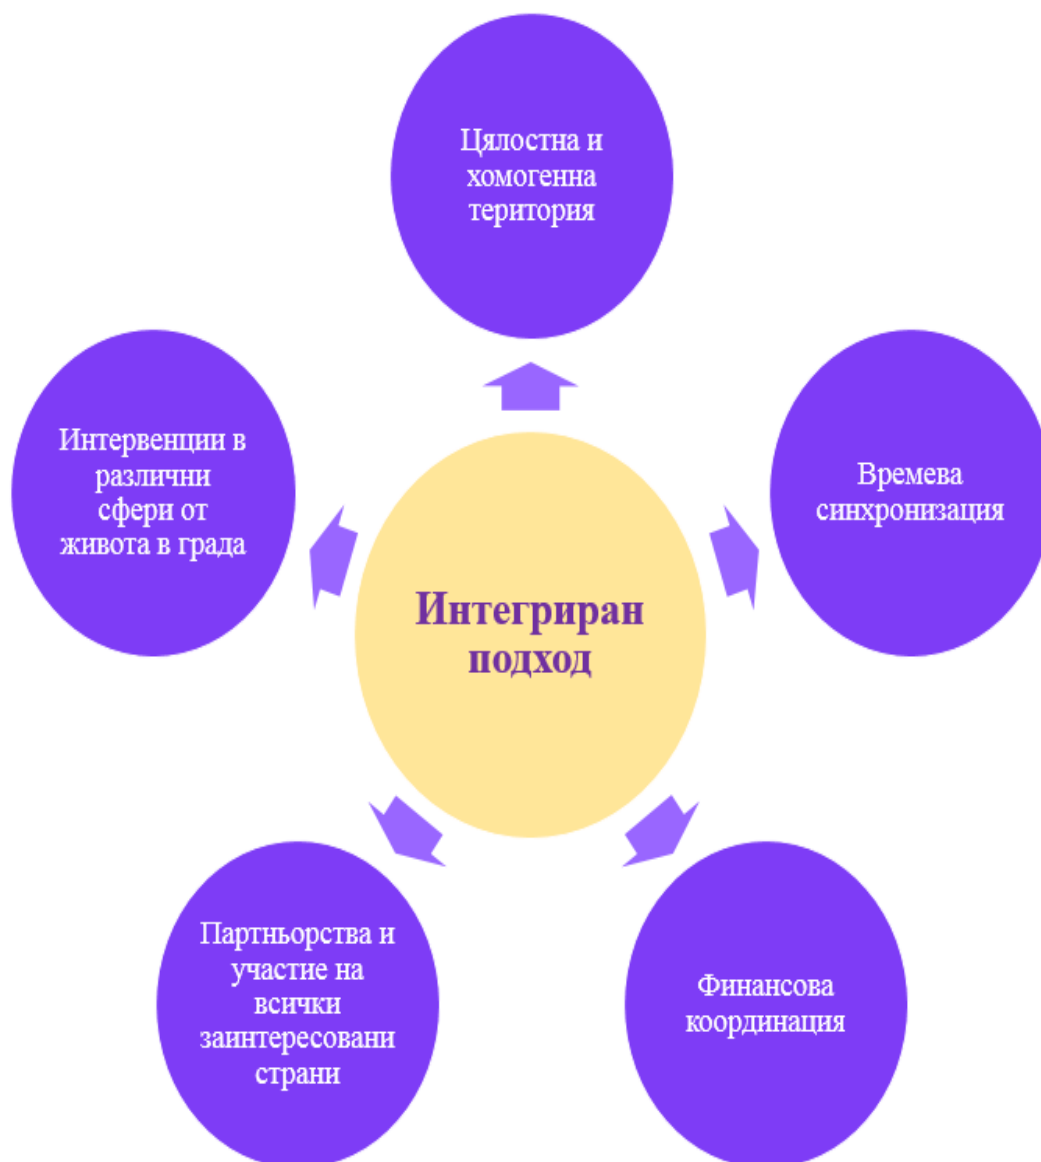 Цялостна и
хомогенна
територия
Интервенции в
различни
сфери от
живота в града
Времева
синхронизация
Интегриран
подход
Партньорства и
участие на
всички
заинтересовани
страни
Финансова
координация